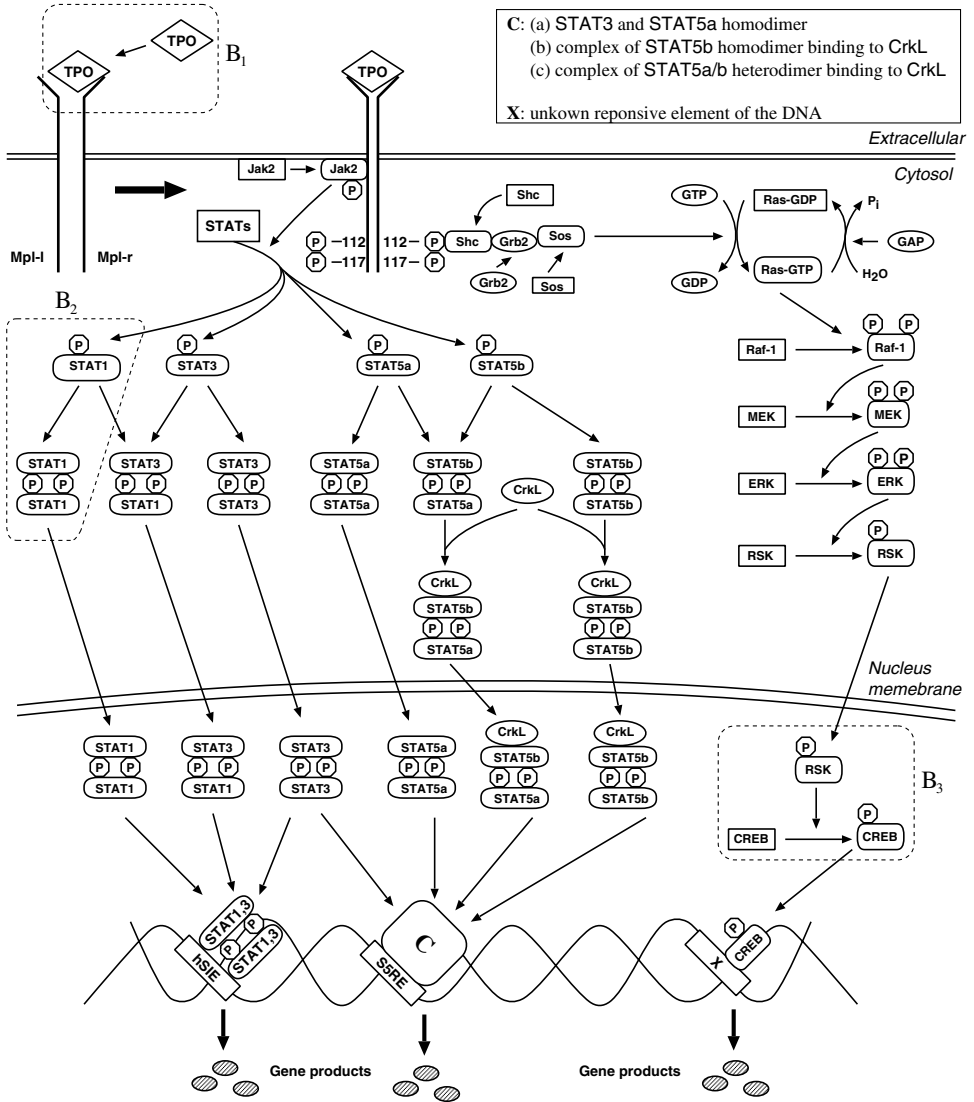 C: (a) STAT3 and STAT5a homodimer
(b) complex of STAT5b homodimer binding to CrkL
(c) complex of STAT5a/b heterodimer binding to CrkL
X: unkown reponsive element of the DNA
B1
TPO
TPO
TPO
Extracellular
Cytosol
Jak2
Jak2
P
STATs
Mpl-l
Mpl-r
P
112
112
P
P
117
117
P
Shc
Shc
Grb2
Sos
Grb2
Sos
GTP
GDP
Ras-GDP
Ras-GTP
Pi
GAP
H2O
B2
P
STAT1
P
STAT3
P
STAT5a
P
STAT5b
P
P
Raf-1
Raf-1
P
P
MEK
MEK
P
P
ERK
ERK
P
RSK
RSK
STAT1
P
P
STAT1
STAT3
P
P
STAT1
STAT3
P
P
STAT3
STAT5a
P
P
STAT5a
STAT5b
P
P
STAT5a
CrkL
STAT5b
P
P
STAT5b
CrkL
STAT5b
P
P
STAT5a
CrkL
STAT5b
P
P
STAT5b
Nucleus
memebrane
STAT1
P
P
STAT1
STAT3
P
P
STAT1
STAT3
P
P
STAT3
STAT5a
P
P
STAT5a
CrkL
STAT5b
P
P
STAT5a
CrkL
STAT5b
P
P
STAT5b
P
RSK
B3
CREB
P
CREB
STAT1,3
P
P
STAT1,3
hSIE
C
S5RE
P
CREB
X
Gene products
Gene products